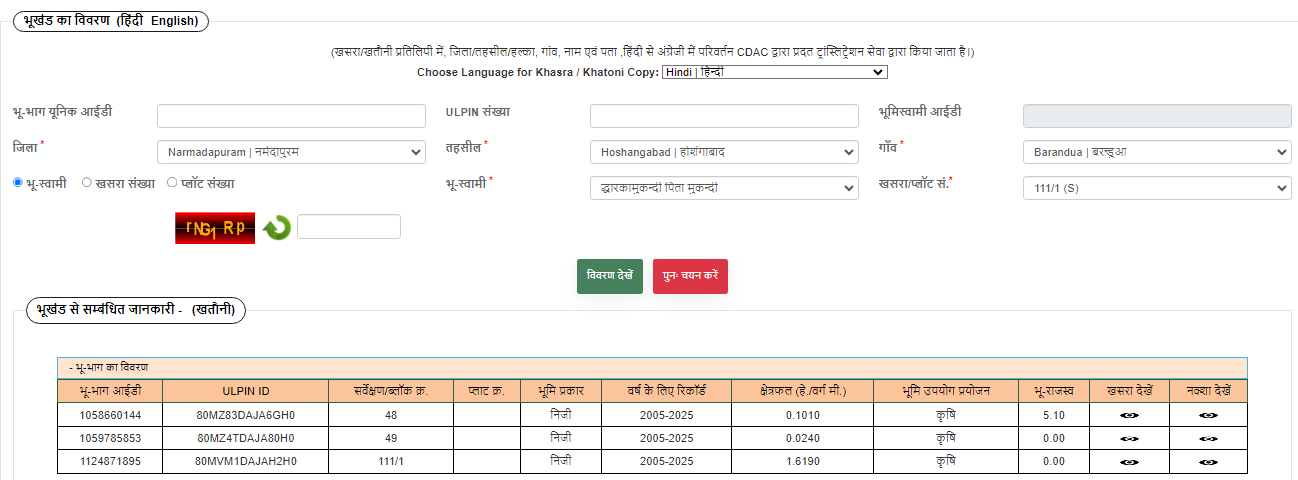 भूखंड का विवरण (हिंदी English)
(खसरा/खतौनी प्रतिलिपी में, जिला/तहसील/हल्का, गांव, नाम एवं पता ,हिंदी से अंग्रेजी में परिवर्तन CDAC द्वारा प्रदत ट्रांस्लिट्रेशन सेवा द्वारा किया जाता है।)
Choose Language for Khasra / Khatoni Copy: Hindi | हिन्दी
भू-भाग यूनिक आईडी ULPIN संख्या भूमिस्वामी आईडी
जिला * Narmadapuram | नर्मदापुरम तहसील * Hoshangabad | होशंगाबाद गाँव * Barandua |
भू-स्वामी खसरा संख्या प्लॉट संख्या भू-स्वामी * द्वारकामुकन्दी पिता मुकन्दी खसरा/प्लॉट सं.* 111/1 (S)
rNG1Rp
विवरण देखें पुनः चयन करें
भूखंड से सम्बंधित जानकारी - (खतौनी)
- भू-भाग का विवरण
भू-भाग आईडी ULPIN ID सर्वेक्षण/ब्लॉक क्र. प्लाट क्र. भूमि प्रकार वर्ष के लिए रिकॉर्ड क्षेत्रफल (हे./वर्ग मी.) भूमि उपयोग प्रयोजन भू-राजस्व खसरा देखें नक्शा देखें
1058660144 80MZ83DAJA6GH0 48 निजी 2005-2025 0.1010 कृषि 5.10
1059785853 80MZ4TDAJA80H0 49 निजी 2005-2025 0.0240 कृषि 0.00
1124871895 80MVM1DAJAH2H0 111/1 निजी 2005-2025 1.6190 कृषि 0.00